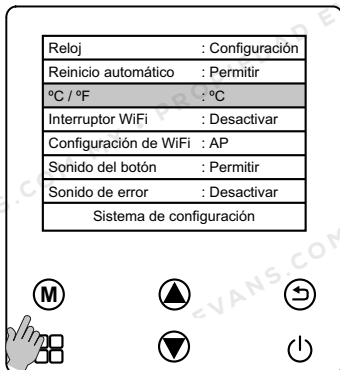 Reloj : Configuración
Reinicio automático : Permitir
ºC / ºF : ºC
Interruptor WiFi : Desactivar
Configuración de WiFi : AP
Sonido del botón : Permitir
Sonido de error : Desactivar
Sistema de configuración
M